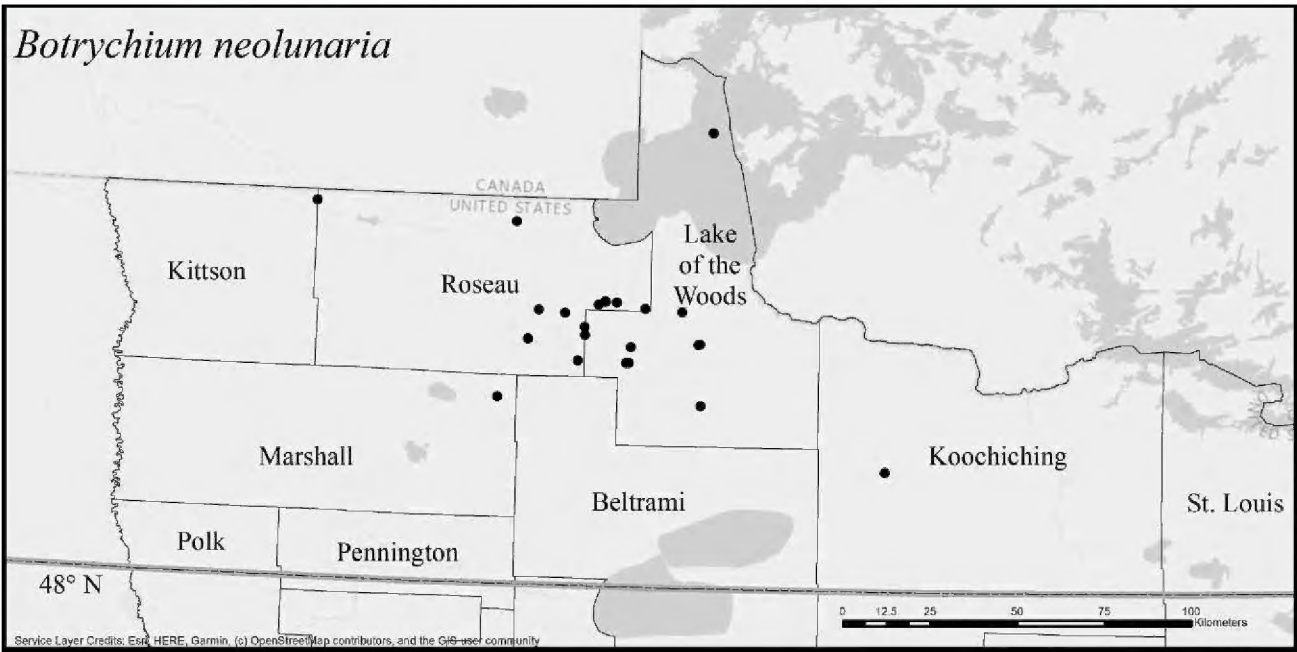 Botrychium neolunaria
CANADA
UNITED STATES
Lake
of the
Woods
Kittson
Roseau
Marshall
Koochiching
Beltrami
St. Louis
Polk
Pennington
48° N
0 12.5 25 50 75 100
Kilometers
Service Layer Credits: Esri, HERE, Garmin, (c) OpenStreetMap contributors, and the GIS user community